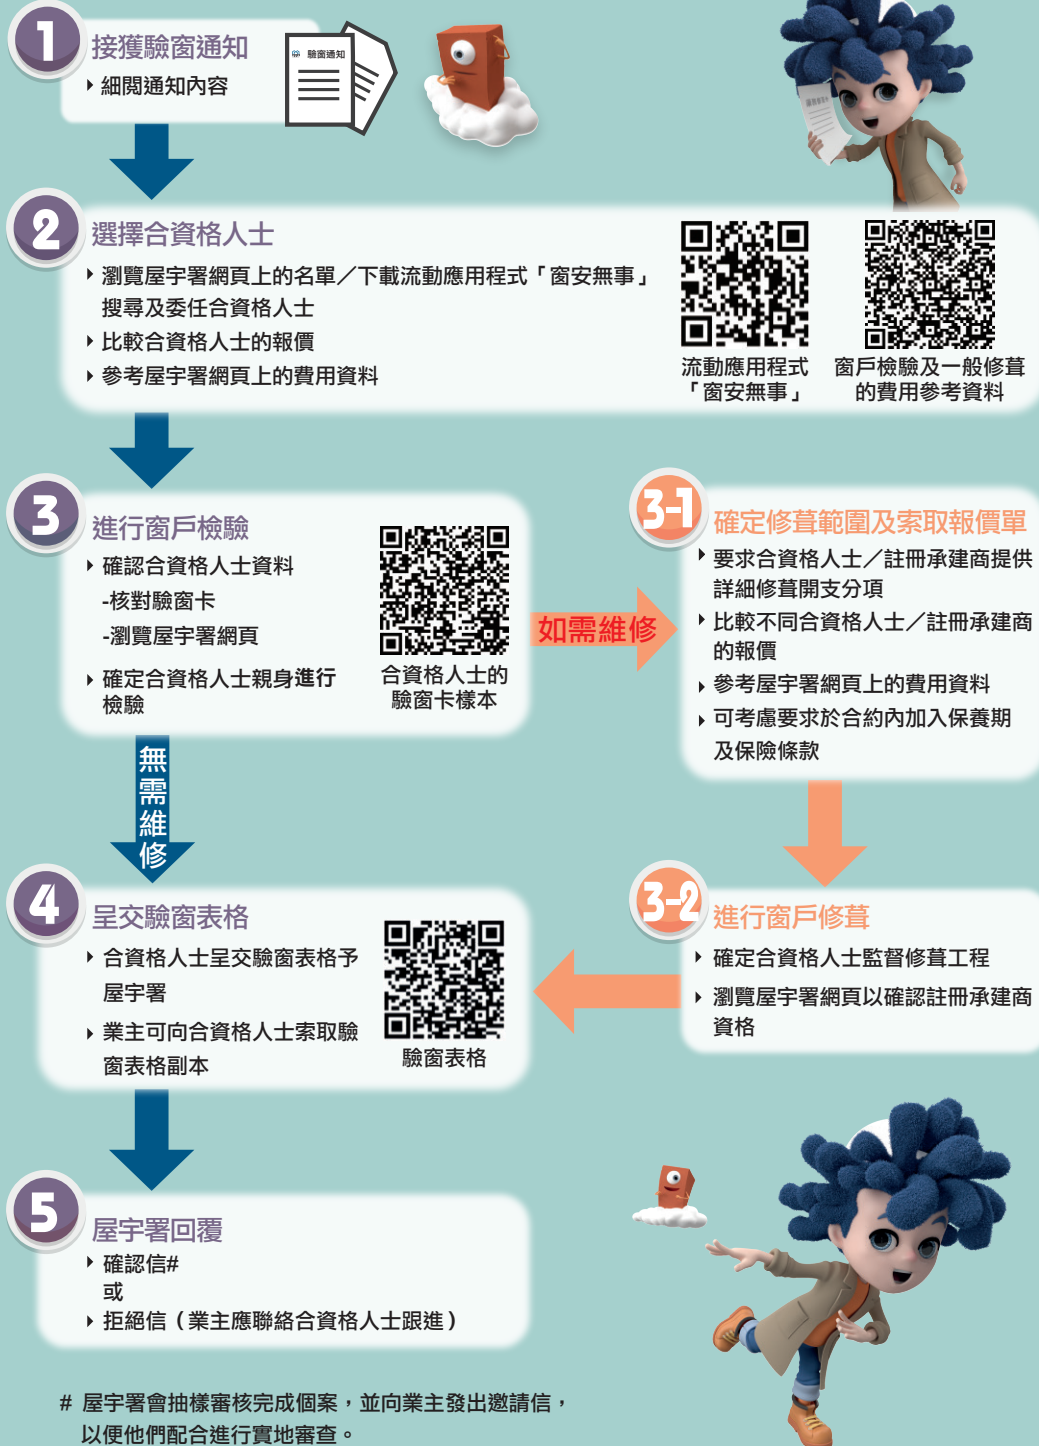 1
接獲驗窗通知
細閱通知內容
驗窗通知
2
選擇合資格人士
瀏覽屋宇署網頁上的名單／下載流動應用程式「窗安無事」
搜尋及委任合資格人士
比較合資格人士的報價
參考屋宇署網頁上的費用資料
流動應用程式
「窗安無事」
窗戶檢驗及一般修葺
的費用參考資料
3
進行窗戶檢驗
確認合資格人士資料
-核對驗窗卡
-瀏覽屋宇署網頁
確定合資格人士親身進行
檢驗
合資格人士的
驗窗卡樣本
如需維修
3-1
確定修葺範圍及索取報價單
要求合資格人士／註冊承建商提供
詳細修葺開支分項
比較不同合資格人士／註冊承建商
的報價
參考屋宇署網頁上的費用資料
可考慮要求於合約內加入保養期
及保險條款
無需維修
3-2
進行窗戶修葺
確定合資格人士監督修葺工程
瀏覽屋宇署網頁以確認註冊承建商
資格
4
呈交驗窗表格
合資格人士呈交驗窗表格予
屋宇署
業主可向合資格人士索取驗
窗表格副本
驗窗表格
5
屋宇署回覆
確認信#
或
拒絕信（業主應聯絡合資格人士跟進）
# 屋宇署會抽樣審核完成個案，並向業主發出邀請信，
以便他們配合進行實地審查。